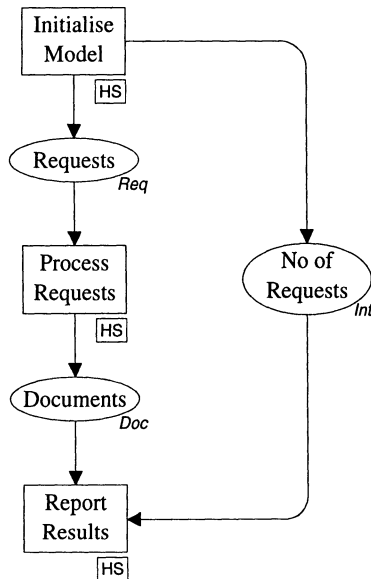 Initialise
Model
HS
Requests
Req
Process
Requests
HS
No of
Requests
Int
Documents
Doc
Report
Results
HS